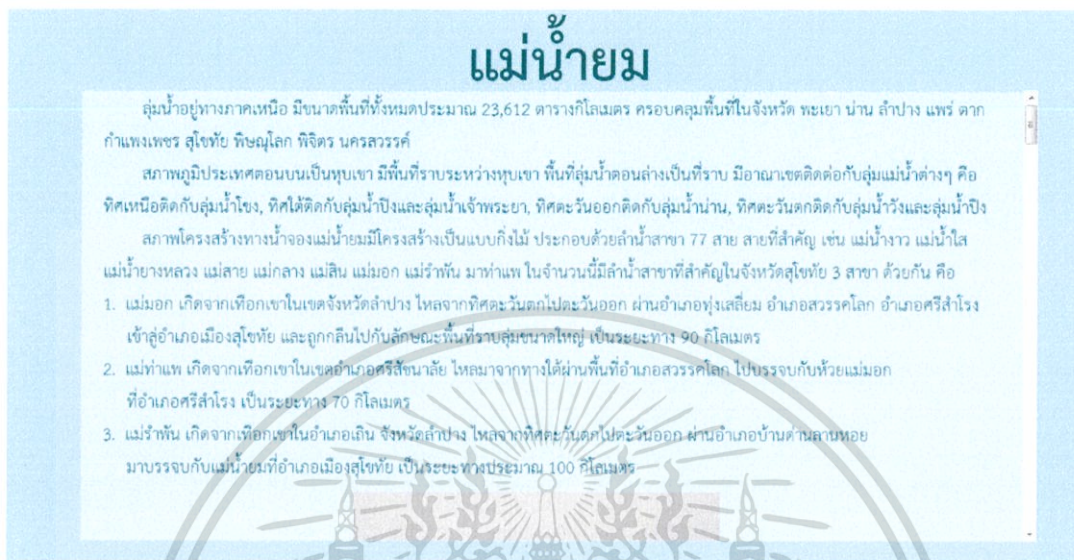 แม่น้ำยม
ลุ่มน้ำอยู่ทางภาคเหนือ มีขนาดพื้นที่ทั้งหมดประมาณ 23,612 ตารางกิโลเมตร ครอบคลุมพื้นที่ในจังหวัด พะเยา น่าน ลำปาง แพร่ ตาก
กำแพงเพชร สุโขทัย พิษณุโลก พิจิตร นครสวรรค์
สภาพภูมิประเทศตอนบนเป็นหุบเขา มีพื้นที่ราบระหว่างหุบเขา พื้นที่ลุ่มน้ำตอนล่างเป็นที่ราบ มีอาณาเขตติดต่อกับลุ่มแม่น้ำต่างๆ คือ
ทิศเหนือติดกับลุ่มน้ำโขง, ทิศใต้ติดกับลุ่มน้ำปิงและลุ่มน้ำเจ้าพระยา, ทิศตะวันออกติดกับลุ่มน้ำน่าน, ทิศตะวันตกติดกับลุ่มน้ำวังและลุ่มน้ำปิง
สภาพโครงสร้างทางน้ำจองแม่น้ำยมมีโครงสร้างเป็นแบบกิ่งไม้ ประกอบด้วยลำน้ำสาขา 77 สาย สายที่สำคัญ เช่น แม่น้ำงาว แม่น้ำใส
แม่น้ำยางหลวง แม่สาย แม่กลาง แม่สิน แม่มอก แม่รำพัน มาท่าแพ ในจำนวนนี้มีลำน้ำสาขาที่สำคัญในจังหวัดสุโขทัย 3 สาขา ด้วยกัน คือ
1. แม่มอก เกิดจากเทือกเขาในเขตจังหวัดลำปาง ไหลจากทิศตะวันตกไปตะวันออก ผ่านอำเภอทุ่งเสลี่ยม อำเภอสวรรคโลก อำเภอศรีสำโรง
เข้าสู่อำเภอเมืองสุโขทัย และถูกกลืนไปกับลักษณะพื้นที่ราบลุ่มขนาดใหญ่ เป็นระยะทาง 90 กิโลเมตร
2. แม่ท่าแพ เกิดจากเทือกเขาในเขตอำเภอศรีสัชนาลัย ไหลมาจากทางใต้ผ่านพื้นที่อำเภอสวรรคโลก ไปบรรจบกับห้วยแม่มอก
ที่อำเภอศรีสำโรง เป็นระยะทาง 70 กิโลเมตร
3. แม่รำพัน เกิดจากเทือกเขาในอำเภอเถิน จังหวัดลำปาง ไหลจากทิศตะวันตกไปตะวันออก ผ่านอำเภอบ้านด่านลานหอย
มาบรรจบกับแม่น้ำยมที่อำเภอเมืองสุโขทัย เป็นระยะทางประมาณ 100 กิโลเมตร